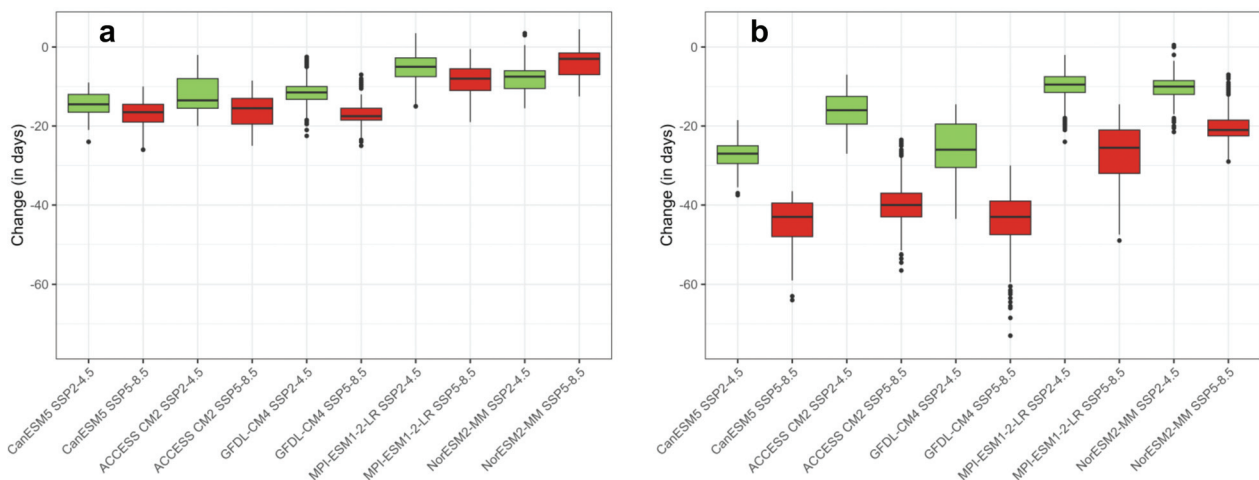 a
Change (in days)
0
-20
-40
-60
CanESM5 SSP2-4.5
CanESM5 SSP5-8.5
ACCESS CM2 SSP2-4.5
ACCESS CM2 SSP5-8.5
GFDL-CM4 SSP2-4.5
GFDL-CM4 SSP5-8.5
MPI-ESM1-2-LR SSP2-4.5
MPI-ESM1-2-LR SSP5-8.5
NorESM2-MM SSP2-4.5
NorESM2-MM SSP5-8.5
b
Change (in days)
0
-20
-40
-60
CanESM5 SSP2-4.5
CanESM5 SSP5-8.5
ACCESS CM2 SSP2-4.5
ACCESS CM2 SSP5-8.5
GFDL-CM4 SSP2-4.5
GFDL-CM4 SSP5-8.5
MPI-ESM1-2-LR SSP2-4.5
MPI-ESM1-2-LR SSP5-8.5
NorESM2-MM SSP2-4.5
NorESM2-MM SSP5-8.5